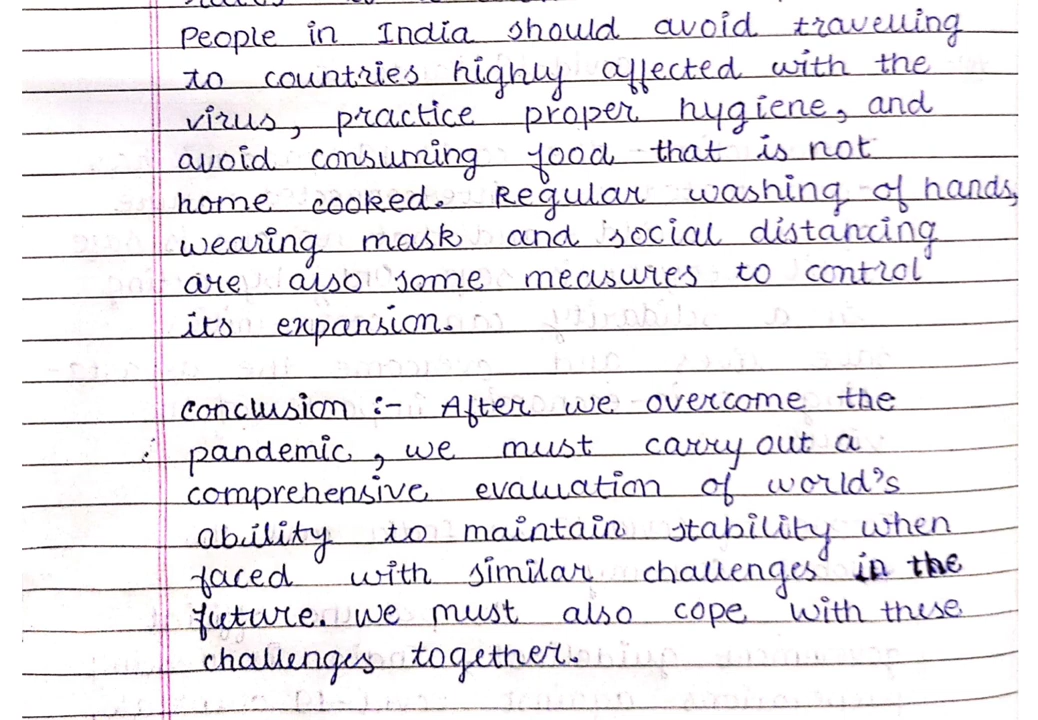 People in India should avoid travelling
to countries highly affected with the
virus, practice proper hygiene, and
avoid consuming food that is not
home cooked. Regular washing of hands,
wearing mask and social distancing
are also some measures to control
its expansion.
Conclusion :- After we overcome the
pandemic, we must carry out a
comprehensive evaluation of world's
ability to maintain stability when
faced with similar challenges in the
future. We must also cope with these
challenges together.